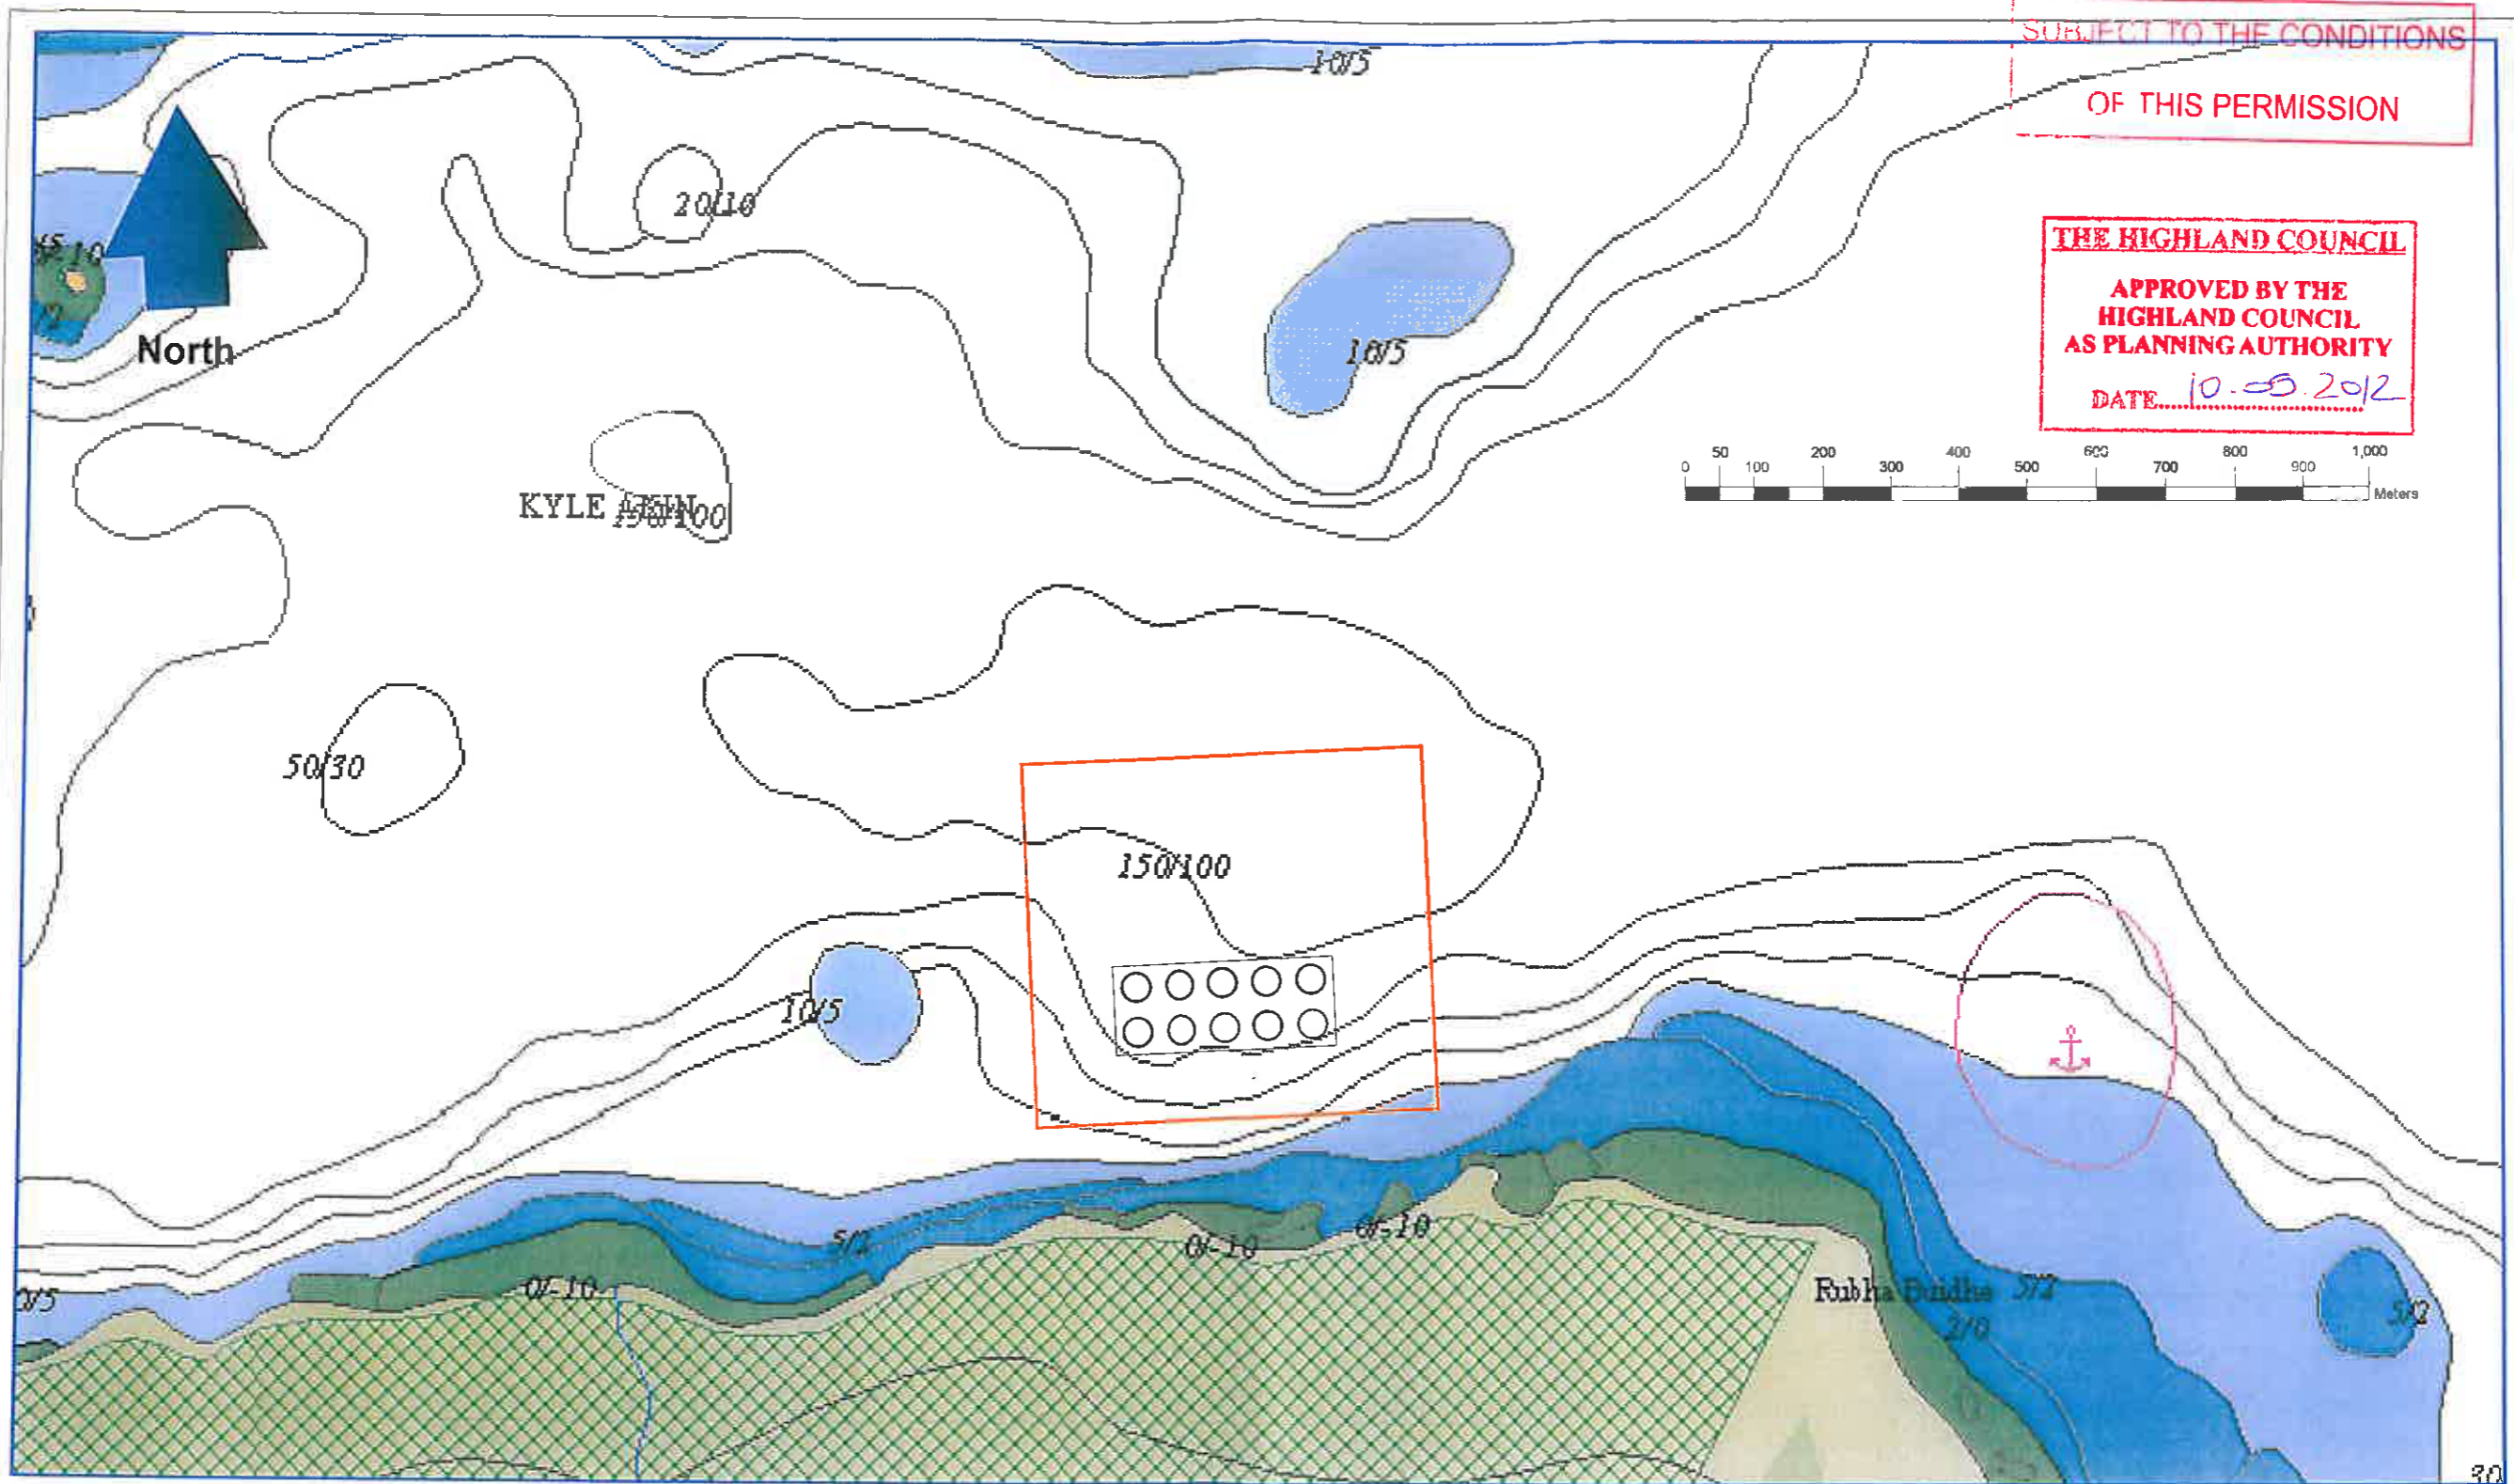 SUBJECT TO THE CONDITIONS
OF THIS PERMISSION
10/5
20/10
THE HIGHLAND COUNCIL
APPROVED BY THE
HIGHLAND COUNCIL
AS PLANNING AUTHORITY
DATE 10-05-2012
North
10/5
0 50 100 200 300 400 500 600 700 800 900 1,000
Meters
KYLE
50/30
150/100
10/5
5/2
0/-10
0/-10
0/-10
Rubha Buidhe
5/2
2/0
5/2
30